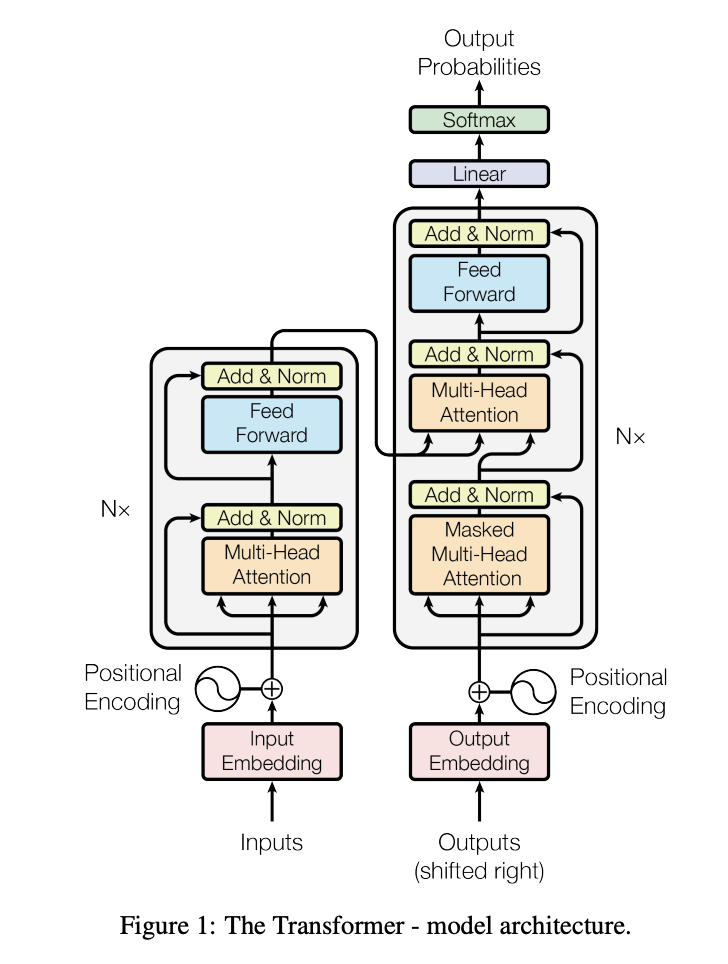 Output
Probabilities
Softmax
Linear
Add & Norm
Feed
Forward
Add & Norm
Multi-Head
Attention
Add & Norm
Masked
Multi-Head
Attention
N×
Add & Norm
Feed
Forward
Add & Norm
Multi-Head
Attention
N×
Positional
Encoding
Positional
Encoding
Input
Embedding
Output
Embedding
Inputs
Outputs
(shifted right)
Figure 1: The Transformer - model architecture.